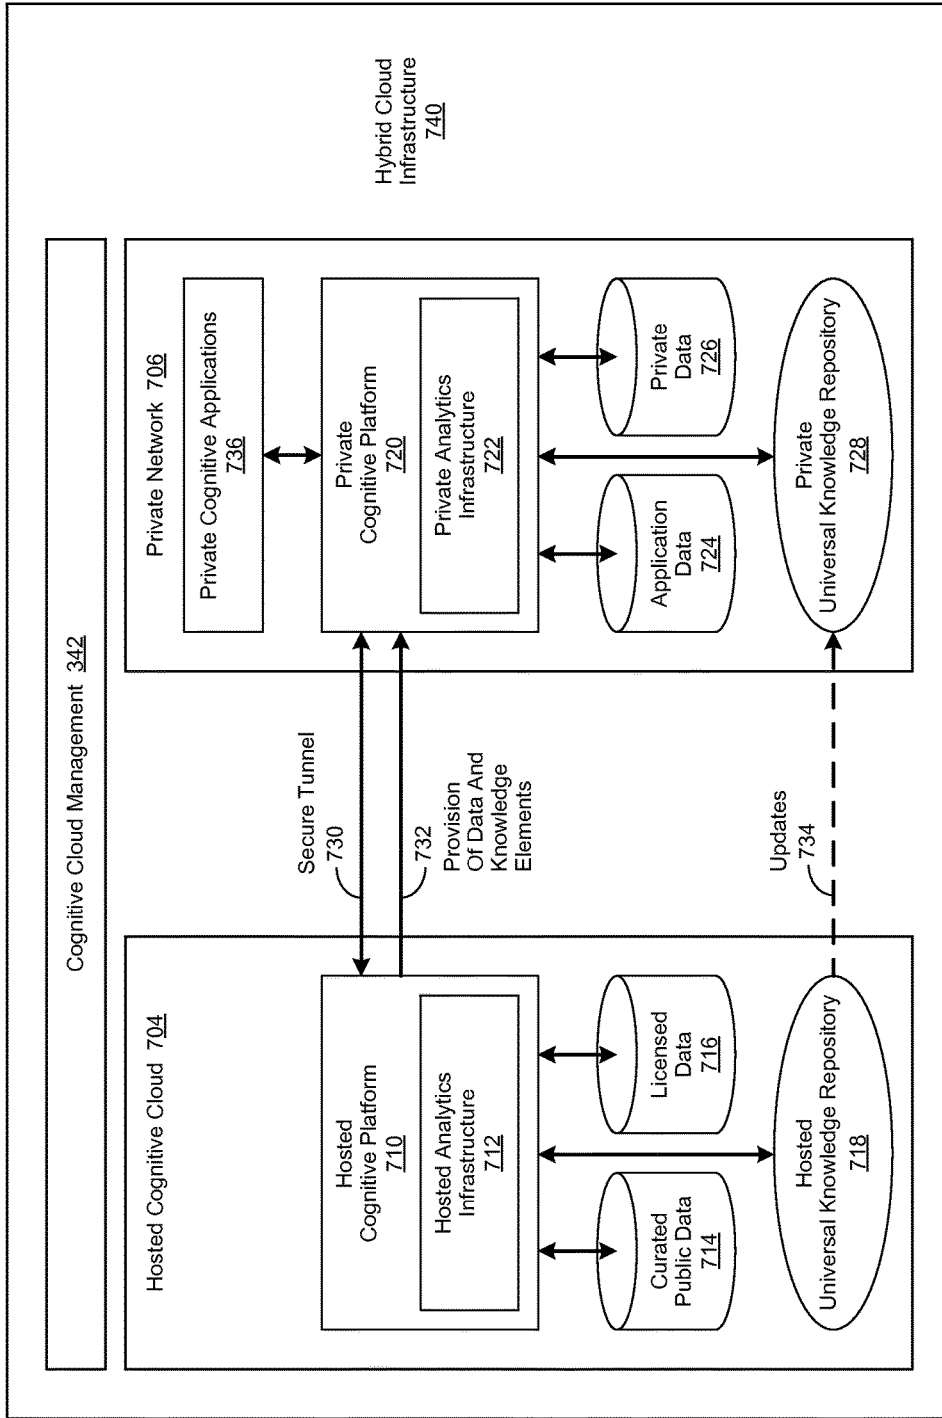 Cognitive Cloud Management 342
Hosted Cognitive Cloud 704
Hosted
Cognitive Platform
710
Hosted Analytics
Infrastructure
712
Curated
Public Data
714
Licensed
Data
716
Hosted
Universal Knowledge Repository
718
Secure Tunnel
730
732
Provision
Of Data And
Knowledge
Elements
Updates
734
Private Network 706
Private Cognitive Applications
736
Private
Cognitive Platform
720
Private Analytics
Infrastructure
722
Application
Data
724
Private
Data
726
Private
Universal Knowledge Repository
728
Hybrid Cloud
Infrastructure
740